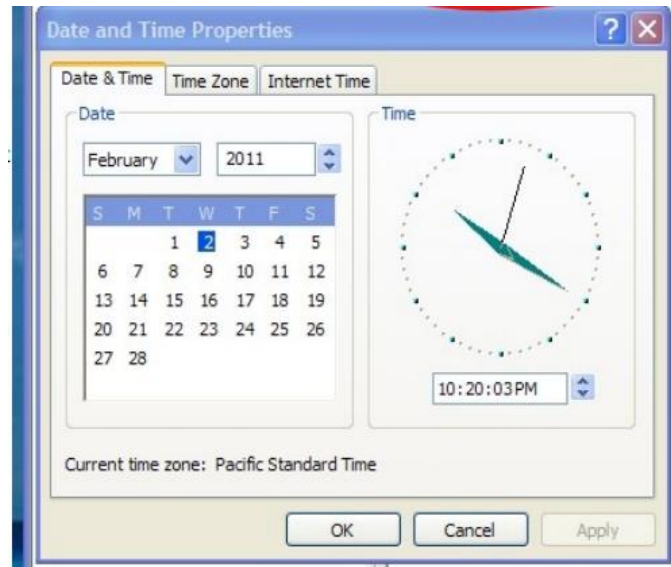 Date and Time Properties
Date & Time Time Zone Internet Time
Date
Time
February 2011
S M T W T F S
1 2 3 4 5
6 7 8 9 10 11 12
13 14 15 16 17 18 19
20 21 22 23 24 25 26
27 28
10:20:03PM
Current time zone: Pacific Standard Time
OK Cancel Apply